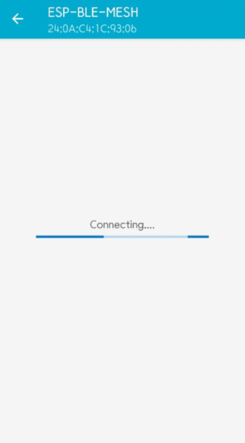 ESP-BLE-MESH
24:0A:C4:1C:93:06
Connecting....